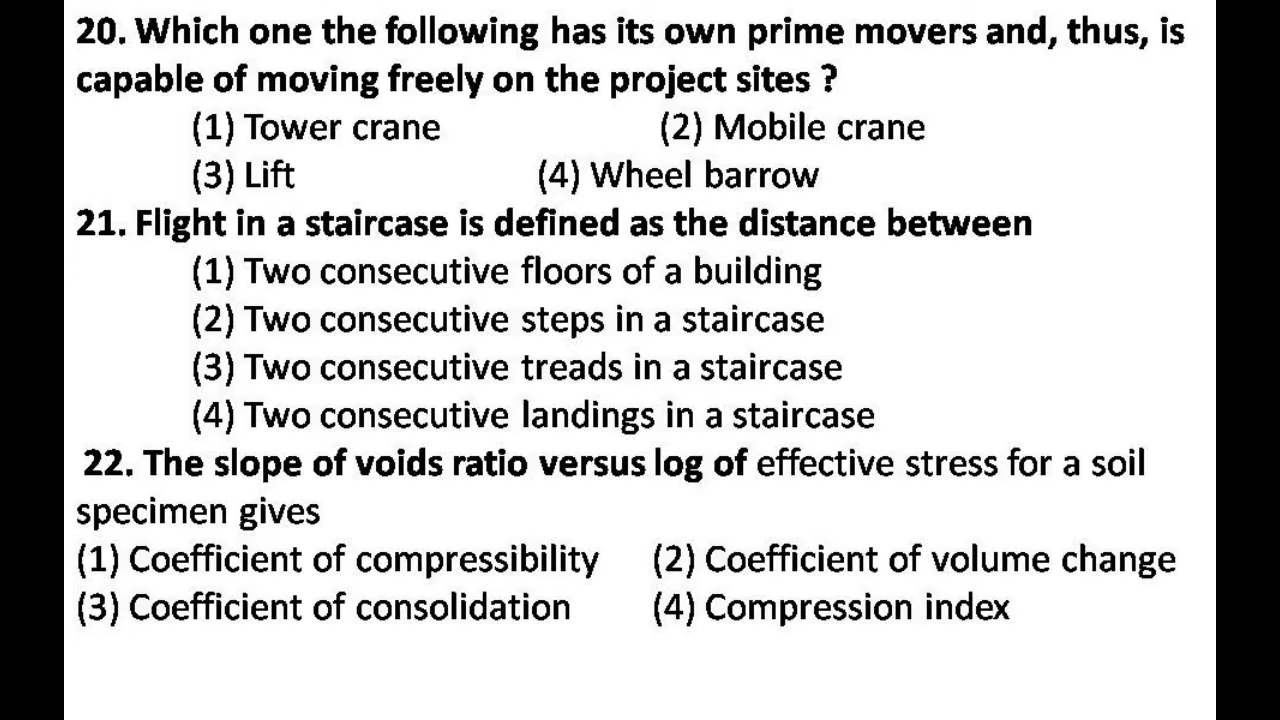 20. Which one the following has its own prime movers and, thus, is
capable of moving freely on the project sites ?
(1) Tower crane (2) Mobile crane
(3) Lift (4) Wheel barrow
21. Flight in a staircase is defined as the distance between
(1) Two consecutive floors of a building
(2) Two consecutive steps in a staircase
(3) Two consecutive treads in a staircase
(4) Two consecutive landings in a staircase
22. The slope of voids ratio versus log of effective stress for a soil
specimen gives
(1) Coefficient of compressibility (2) Coefficient of volume change
(3) Coefficient of consolidation (4) Compression index